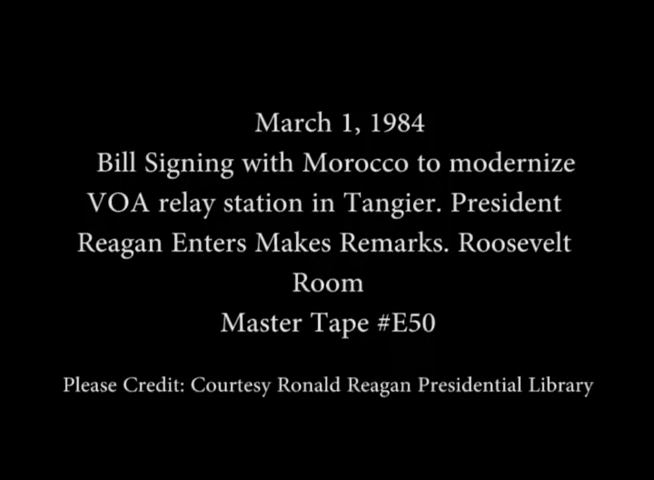 March 1, 1984
Bill Signing with Morocco to modernize
VOA relay station in Tangier. President
Reagan Enters Makes Remarks. Roosevelt
Room
Master Tape #E50
Please Credit: Courtesy Ronald Reagan Presidential Library